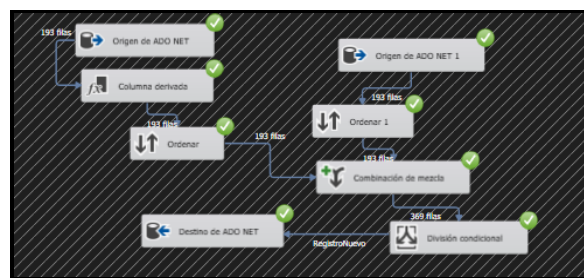 193 filas
Origen de ADO NET
Origen de ADO NET 1
Columna derivada
193 filas
193 filas
Ordenar 1
Ordenar
193 filas
193 filas
Combinación de mezcla
369 filas
Destino de ADO NET
RegistroNuevo
División condicional